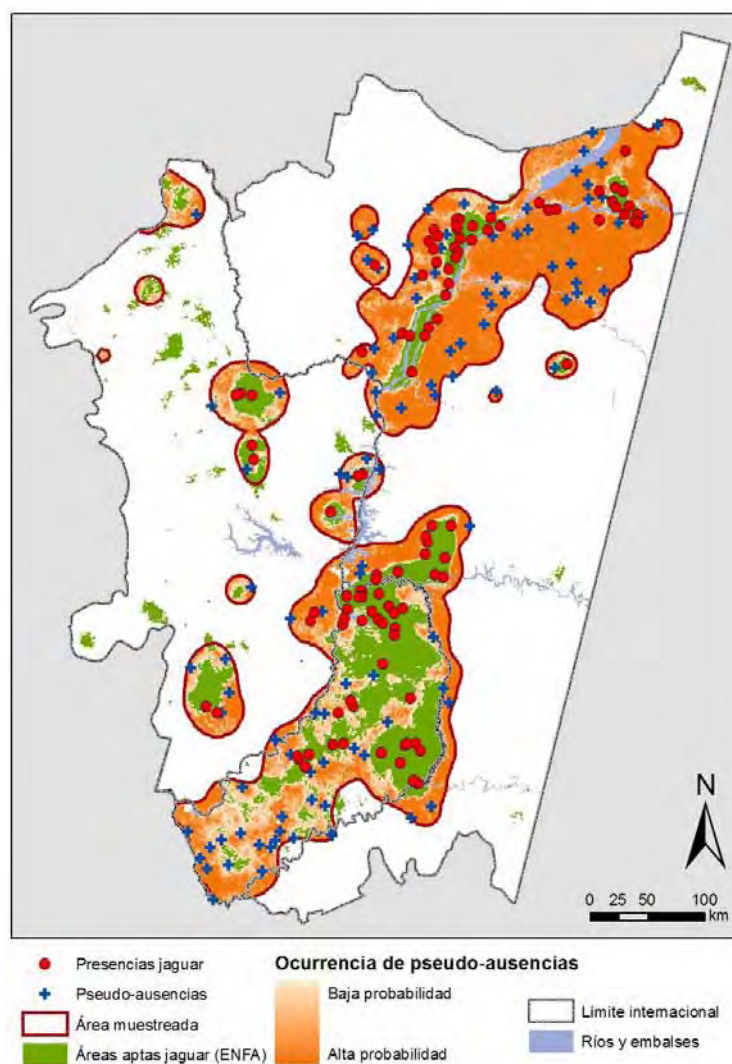 N
0 25 50 100
km
Presencias jaguar
Pseudo-ausencias
Área muestreada
Áreas aptas jaguar (ENFA)
Ocurrencia de pseudo-ausencias
Baja probabilidad
Alta probabilidad
Limite internacional
Ríos y embalses